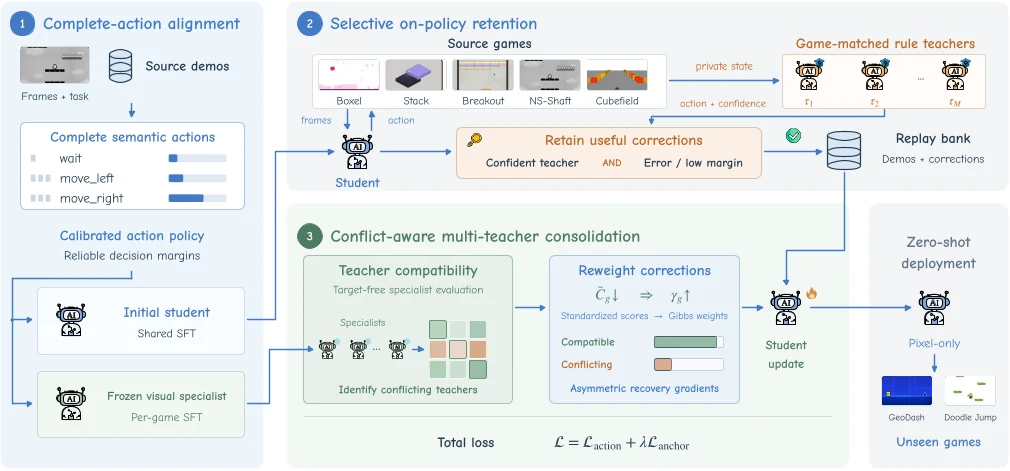 1 Complete-action alignment
Source demos
Frames + task
Complete semantic actions
wait
move_left
move_right
Calibrated action policy
Reliable decision margins
Initial student
Shared SFT
Frozen visual specialist
Per-game SFT
2 Selective on-policy retention
Source games
Boxel
Stack
Breakout
NS-Shaft
Cubefield
frames
action
AI
Student
private state
action + confidence
Game-matched rule teachers
AI AI ... AI
τ1 τ2 τM
Retain useful corrections
Confident teacher AND Error / low margin
Replay bank
Demos + corrections
3 Conflict-aware multi-teacher consolidation
Teacher compatibility
Target-free specialist evaluation
Specialists
...
Identify conflicting teachers
Reweight corrections
C̄g↓ ⇒ γg↑
Standardized scores → Gibbs weights
Compatible
Conflicting
Asymmetric recovery gradients
Total loss ℒ = ℒaction + λℒanchor
AI
Student
update
Zero-shot
deployment
AI
Pixel-only
GeoDash
Doodle Jump
Unseen games